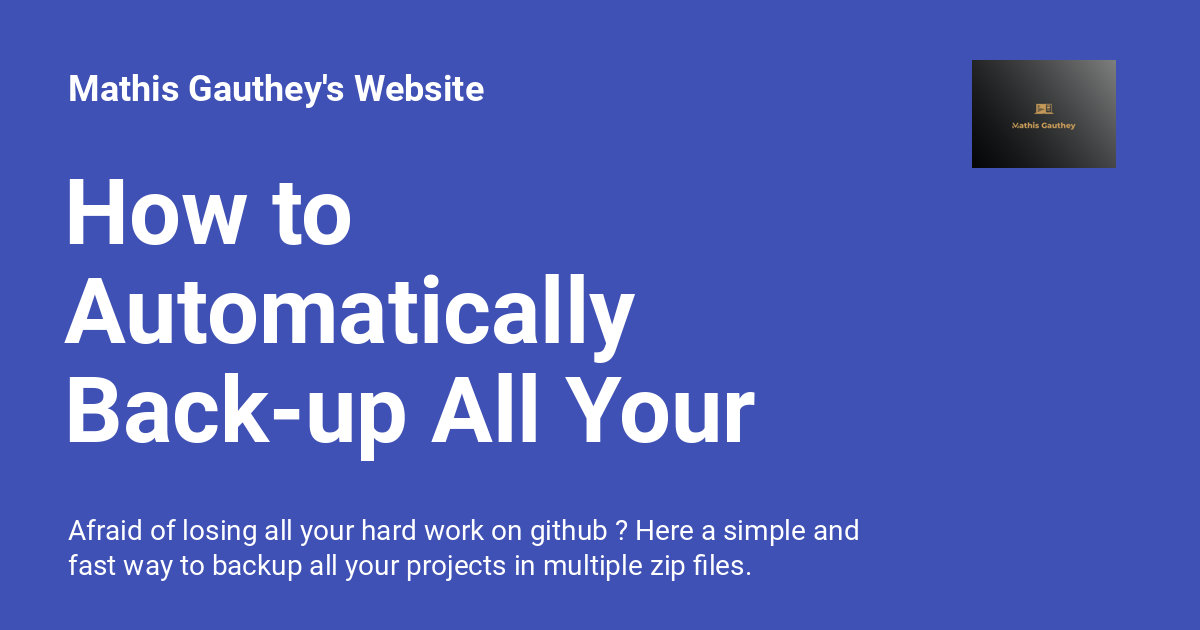 Mathis Gauthey's Website
Mathis Gauthey
How to
Automatically
Back-up All Your
Afraid of losing all your hard work on github ? Here a simple and
fast way to backup all your projects in multiple zip files.